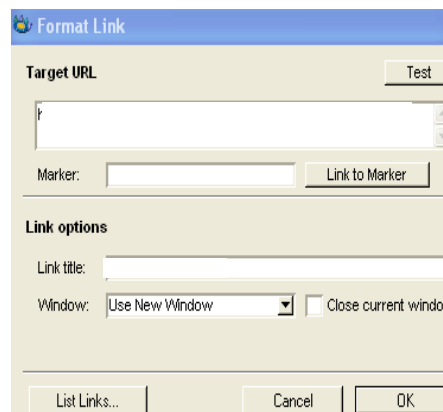 Format Link
Target URL
Test
Marker:
Link to Marker
Link options
Link title:
Window: Use New Window Close current windo
List Links... Cancel OK